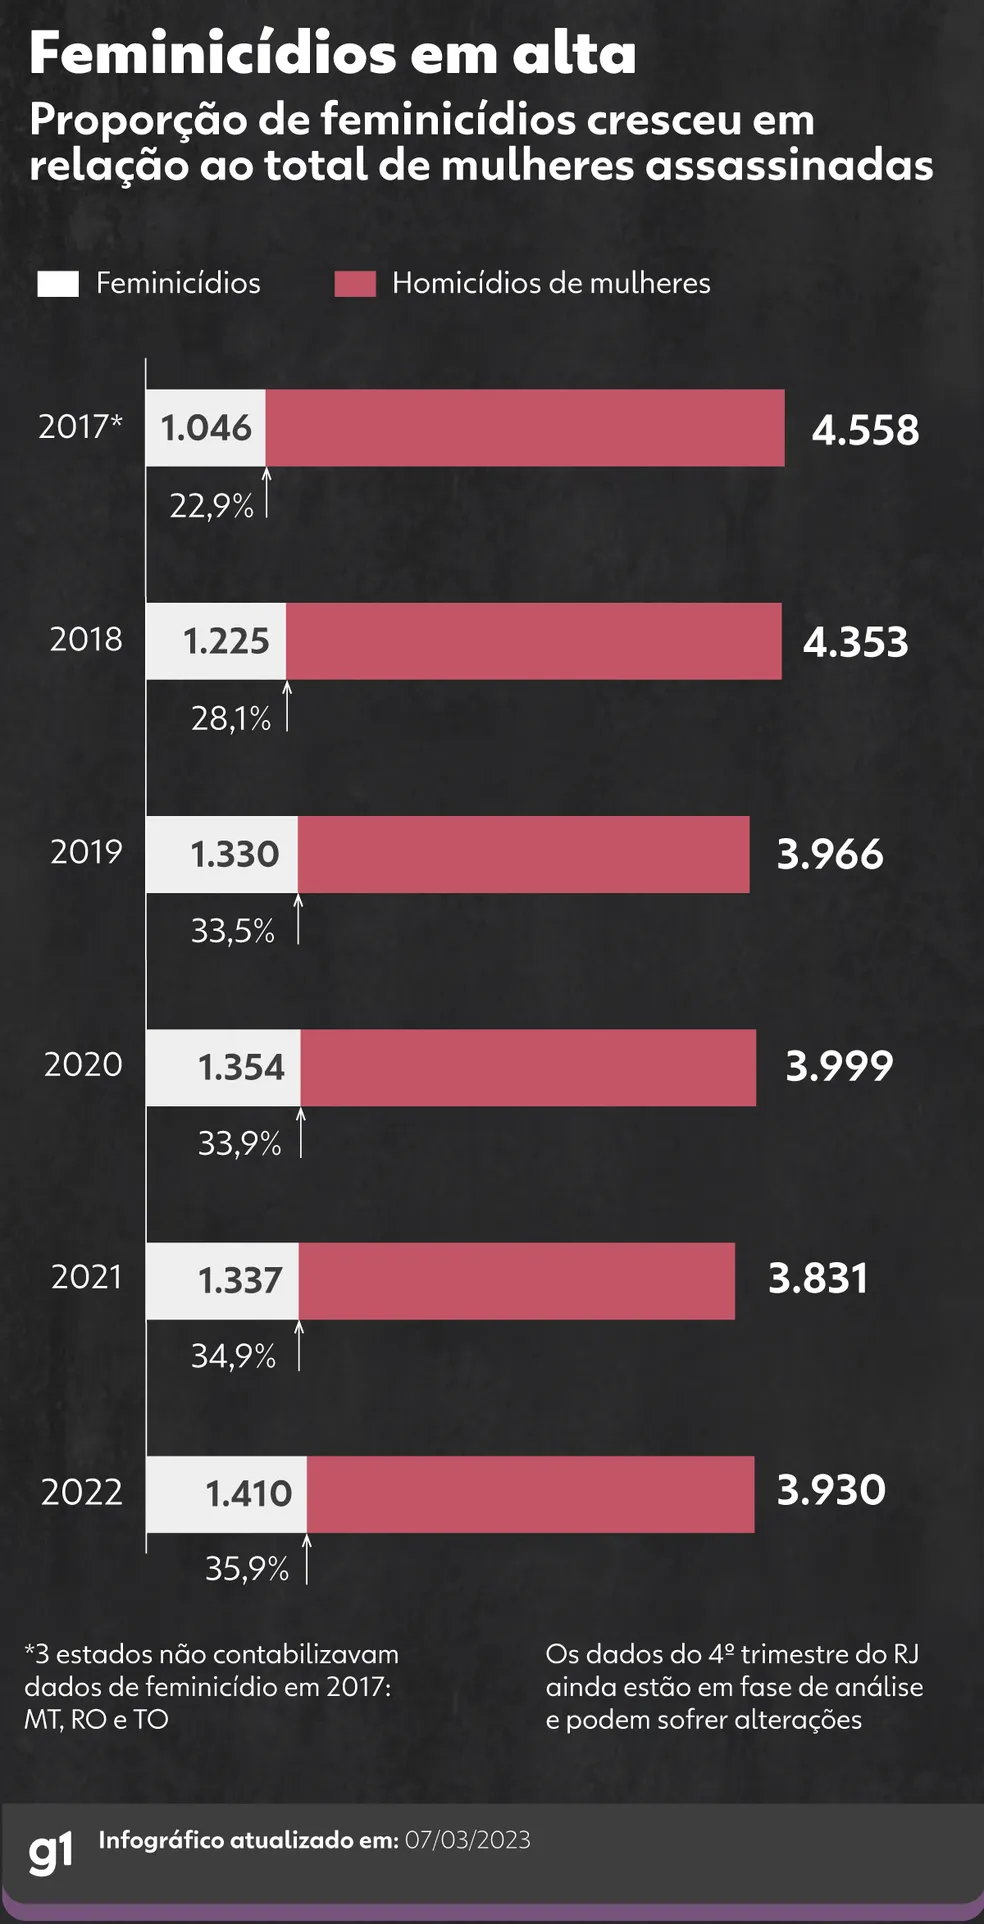 Feminicídios em alta
Proporção de feminicídios cresceu em
relação ao total de mulheres assassinadas
Feminicídios
Homicídios de mulheres
2017*
1.046
4.558
22,9%
2018
1.225
4.353
28,1%
2019
1.330
3.966
33,5%
2020
1.354
3.999
33,9%
2021
1.337
3.831
34,9%
2022
1.410
3.930
35,9%
*3 estados não contabilizavam
dados de feminicídio em 2017:
MT, RO e TO
Os dados do 4º trimestre do RJ
ainda estão em fase de análise
e podem sofrer alterações
g1
Infográfico atualizado em: 07/03/2023